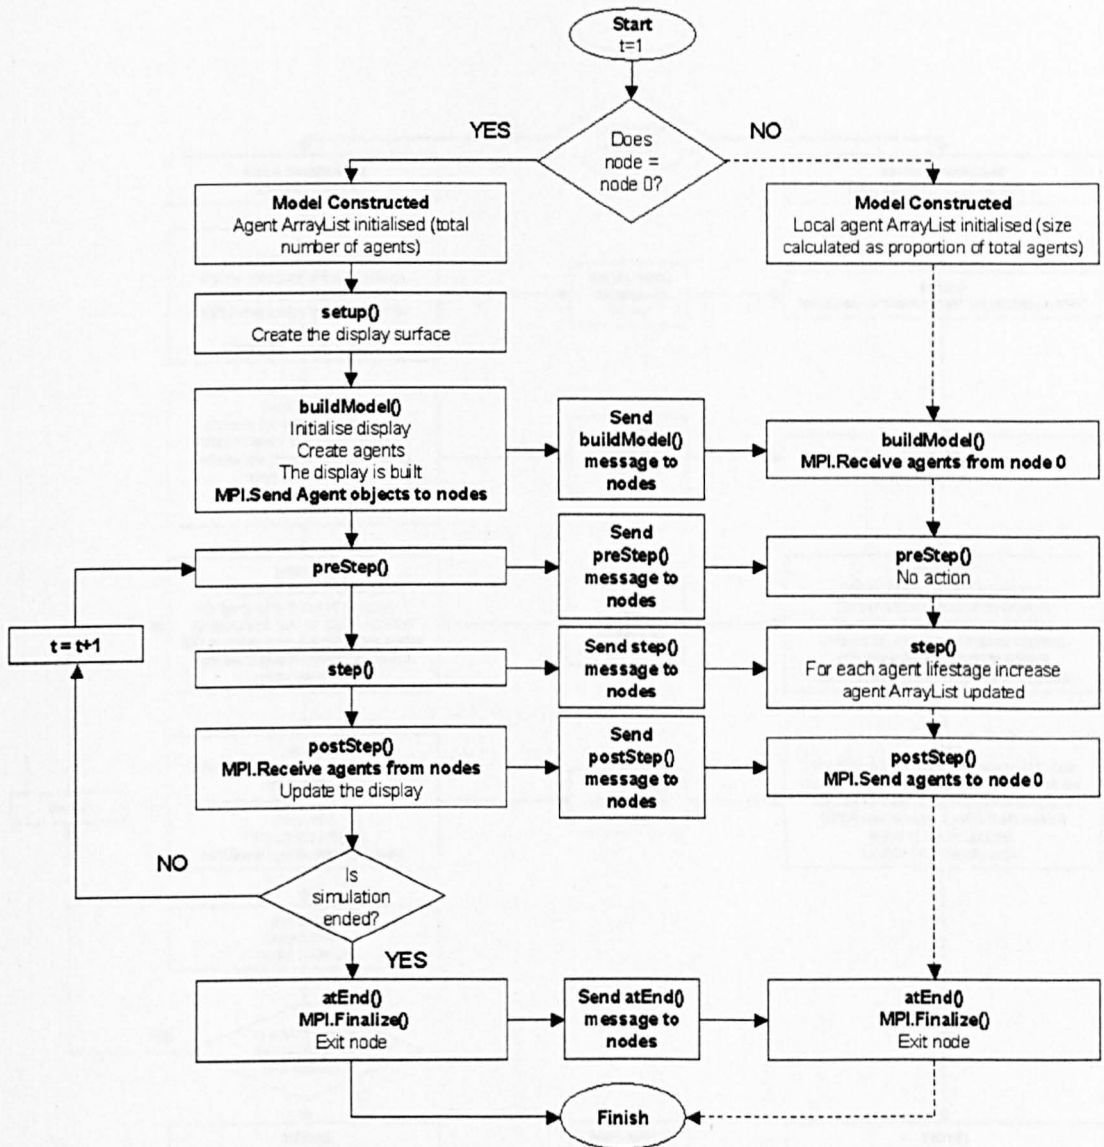 Start
t=1
YES
NO
Does
node =
node 0?
Model Constructed
Agent ArrayList initialised (total
number of agents)
Model Constructed
Local agent ArrayList initialised (size
calculated as proportion of total agents)
setup()
Create the display surface
buildModel()
Initialise display
Create agents
The display is built
MPI.Send Agent objects to nodes
Send
buildModel()
message to
nodes
buildModel()
MPI.Receive agents from node 0
preStep()
Send
preStep()
message to
nodes
preStep()
No action
t = t+1
step()
Send step()
message to
nodes
step()
For each agent lifestage increase
agent ArrayList updated
postStep()
MPI.Receive agents from nodes
Update the display
Send
postStep()
message to
nodes
postStep()
MPI.Send agents to node 0
NO
Is
simulation
ended?
YES
atEnd()
MPI.Finalize()
Exit node
Send atEnd()
message to
nodes
atEnd()
MPI.Finalize()
Exit node
Finish